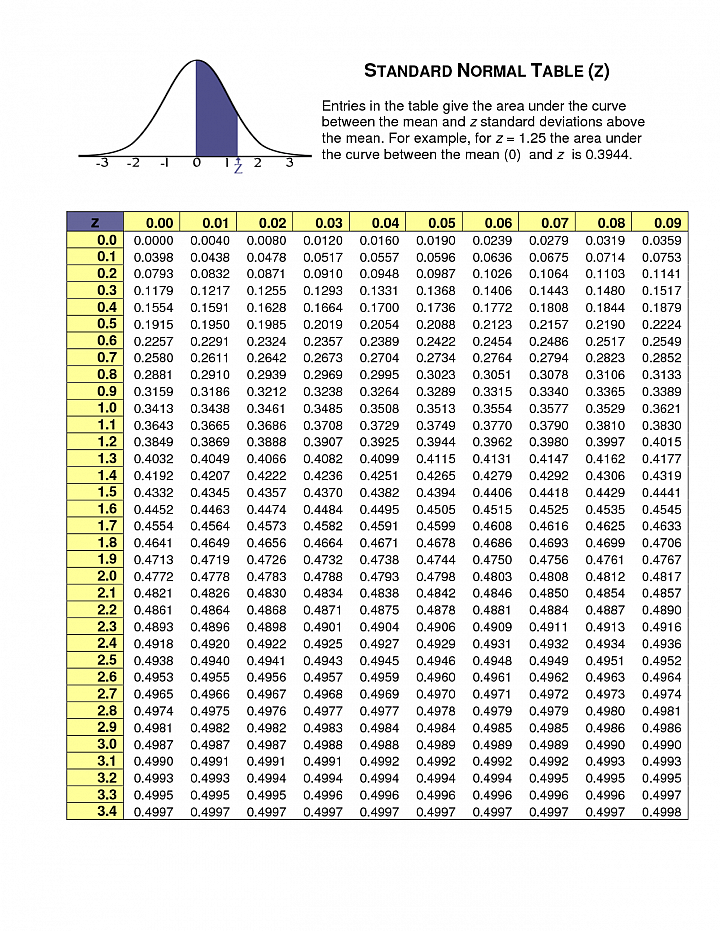 STANDARD NORMAL TABLE (Z)
Entries in the table give the area under the curve
between the mean and z standard deviations above
the mean. For example, for z = 1.25 the area under
the curve between the mean (0) and z is 0.3944.
-3 -2 -1 0 1 Z 2 3
Z 0.00 0.01 0.02 0.03 0.04 0.05 0.06 0.07 0.08 0.09
0.0 0.0000 0.0040 0.0080 0.0120 0.0160 0.0190 0.0239 0.0279 0.0319 0.0359
0.1 0.0398 0.0438 0.0478 0.0517 0.0557 0.0596 0.0636 0.0675 0.0714 0.0753
0.2 0.0793 0.0832 0.0871 0.0910 0.0948 0.0987 0.1026 0.1064 0.1103 0.1141
0.3 0.1179 0.1217 0.1255 0.1293 0.1331 0.1368 0.1406 0.1443 0.1480 0.1517
0.4 0.1554 0.1591 0.1628 0.1664 0.1700 0.1736 0.1772 0.1808 0.1844 0.1879
0.5 0.1915 0.1950 0.1985 0.2019 0.2054 0.2088 0.2123 0.2157 0.2190 0.2224
0.6 0.2257 0.2291 0.2324 0.2357 0.2389 0.2422 0.2454 0.2486 0.2517 0.2549
0.7 0.2580 0.2611 0.2642 0.2673 0.2704 0.2734 0.2764 0.2794 0.2823 0.2852
0.8 0.2881 0.2910 0.2939 0.2969 0.2995 0.3023 0.3051 0.3078 0.3106 0.3133
0.9 0.3159 0.3186 0.3212 0.3238 0.3264 0.3289 0.3315 0.3340 0.3365 0.3389
1.0 0.3413 0.3438 0.3461 0.3485 0.3508 0.3513 0.3554 0.3577 0.3529 0.3621
1.1 0.3643 0.3665 0.3686 0.3708 0.3729 0.3749 0.3770 0.3790 0.3810 0.3830
1.2 0.3849 0.3869 0.3888 0.3907 0.3925 0.3944 0.3962 0.3980 0.3997 0.4015
1.3 0.4032 0.4049 0.4066 0.4082 0.4099 0.4115 0.4131 0.4147 0.4162 0.4177
1.4 0.4192 0.4207 0.4222 0.4236 0.4251 0.4265 0.4279 0.4292 0.4306 0.4319
1.5 0.4332 0.4345 0.4357 0.4370 0.4382 0.4394 0.4406 0.4418 0.4429 0.4441
1.6 0.4452 0.4463 0.4474 0.4484 0.4495 0.4505 0.4515 0.4525 0.4535 0.4545
1.7 0.4554 0.4564 0.4573 0.4582 0.4591 0.4599 0.4608 0.4616 0.4625 0.4633
1.8 0.4641 0.4649 0.4656 0.4664 0.4671 0.4678 0.4686 0.4693 0.4699 0.4706
1.9 0.4713 0.4719 0.4726 0.4732 0.4738 0.4744 0.4750 0.4756 0.4761 0.4767
2.0 0.4772 0.4778 0.4783 0.4788 0.4793 0.4798 0.4803 0.4808 0.4812 0.4817
2.1 0.4821 0.4826 0.4830 0.4834 0.4838 0.4842 0.4846 0.4850 0.4854 0.4857
2.2 0.4861 0.4864 0.4868 0.4871 0.4875 0.4878 0.4881 0.4884 0.4887 0.4890
2.3 0.4893 0.4896 0.4898 0.4901 0.4904 0.4906 0.4909 0.4911 0.4913 0.4916
2.4 0.4918 0.4920 0.4922 0.4925 0.4927 0.4929 0.4931 0.4932 0.4934 0.4936
2.5 0.4938 0.4940 0.4941 0.4943 0.4945 0.4946 0.4948 0.4949 0.4951 0.4952
2.6 0.4953 0.4955 0.4956 0.4957 0.4959 0.4960 0.4961 0.4962 0.4963 0.4964
2.7 0.4965 0.4966 0.4967 0.4968 0.4969 0.4970 0.4971 0.4972 0.4973 0.4974
2.8 0.4974 0.4975 0.4976 0.4977 0.4977 0.4978 0.4979 0.4979 0.4980 0.4981
2.9 0.4981 0.4982 0.4982 0.4983 0.4984 0.4984 0.4985 0.4985 0.4986 0.4986
3.0 0.4987 0.4987 0.4987 0.4988 0.4988 0.4989 0.4989 0.4989 0.4990 0.4990
3.1 0.4990 0.4991 0.4991 0.4991 0.4992 0.4992 0.4992 0.4992 0.4993 0.4993
3.2 0.4993 0.4993 0.4994 0.4994 0.4994 0.4994 0.4994 0.4995 0.4995 0.4995
3.3 0.4995 0.4995 0.4995 0.4996 0.4996 0.4996 0.4996 0.4996 0.4996 0.4997
3.4 0.4997 0.4997 0.4997 0.4997 0.4997 0.4997 0.4997 0.4997 0.4997 0.4998